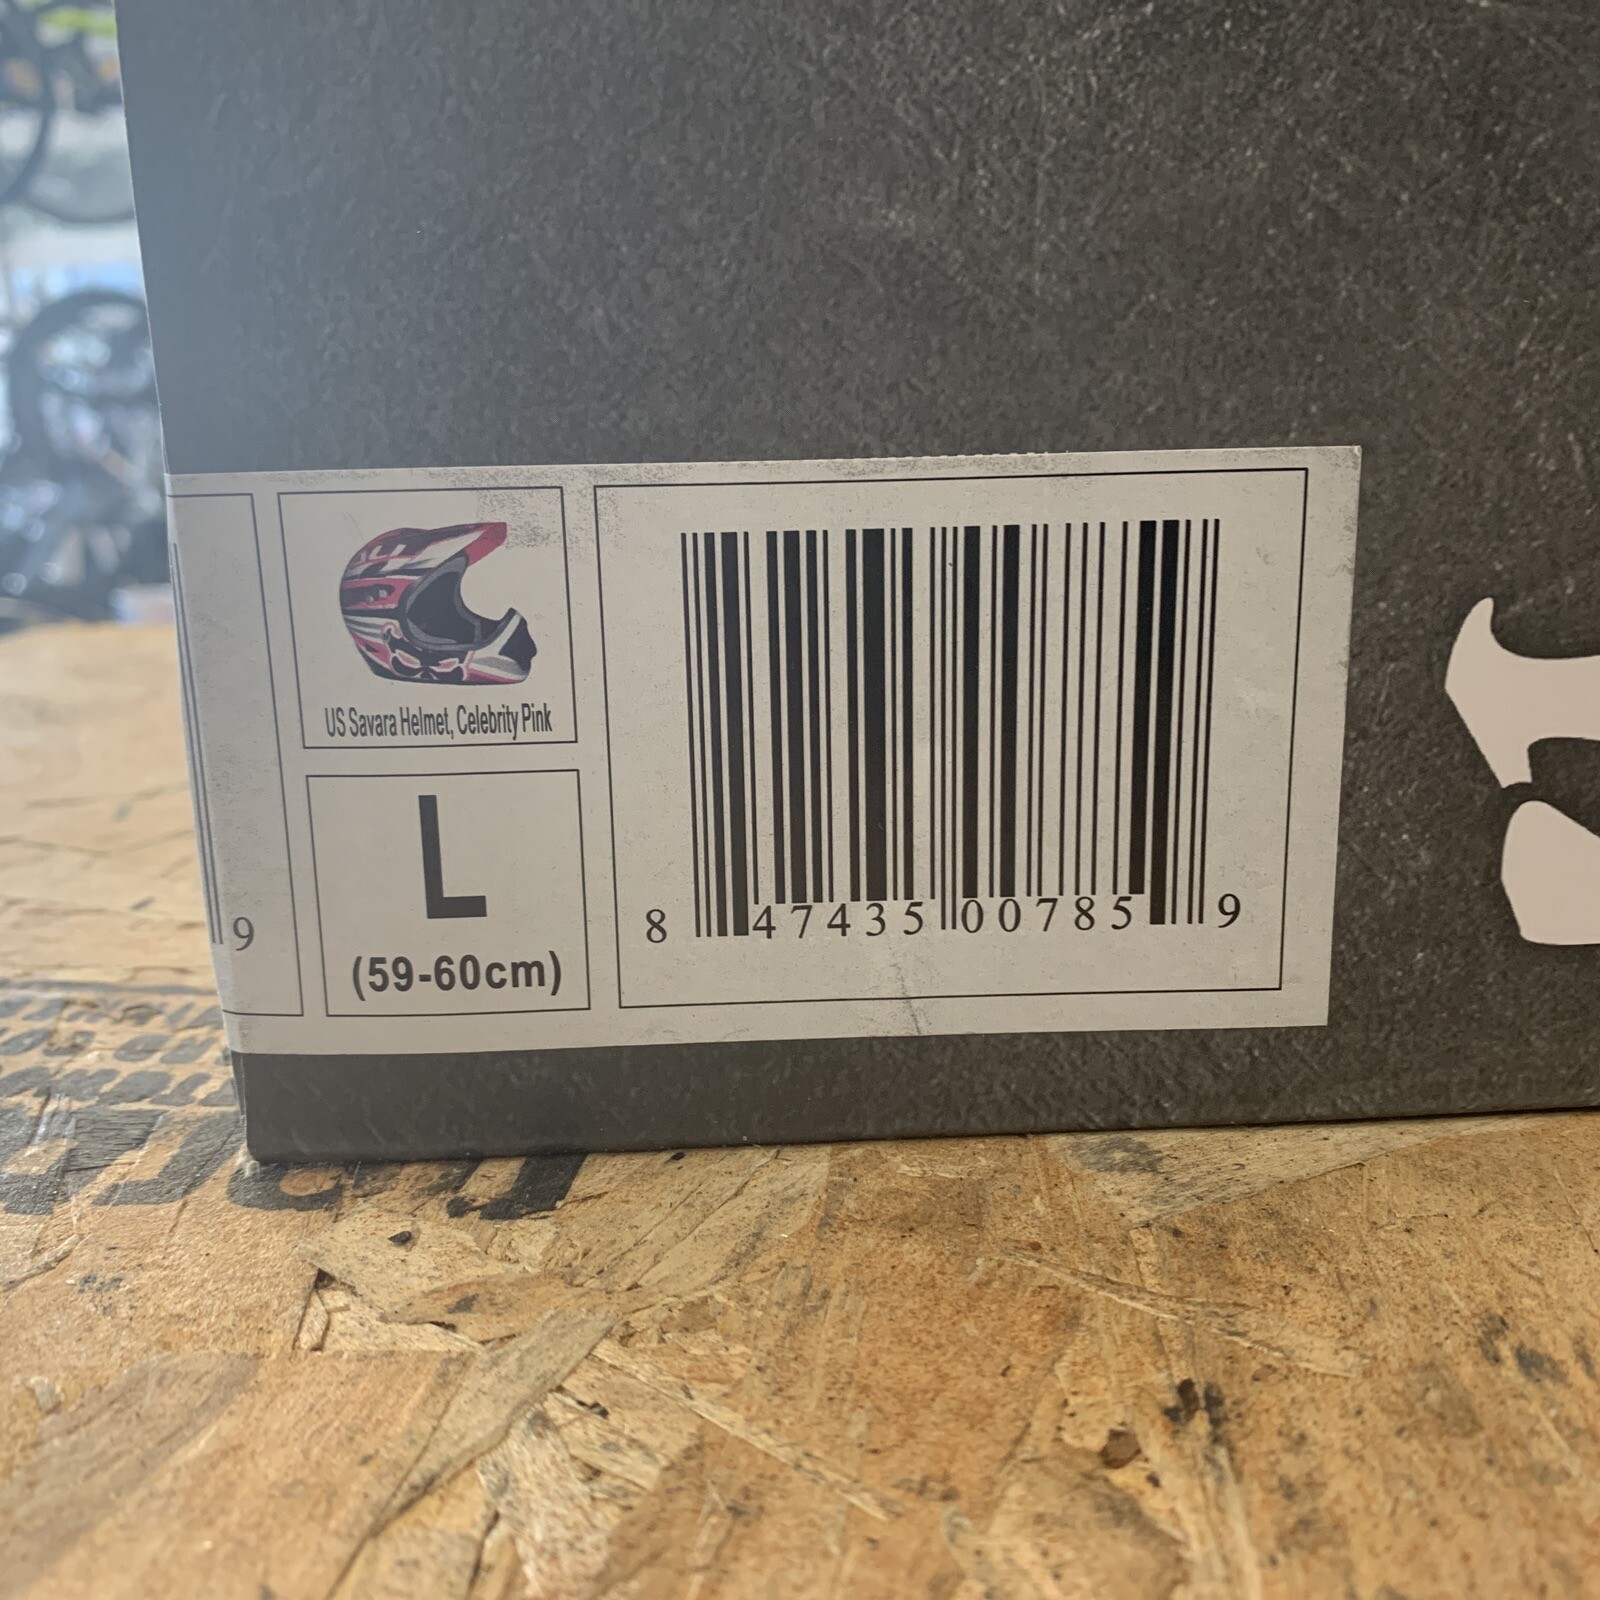 US Savara Helmet, Celebrity Pink
L
(59-60cm)
8 47435 00785 9
9